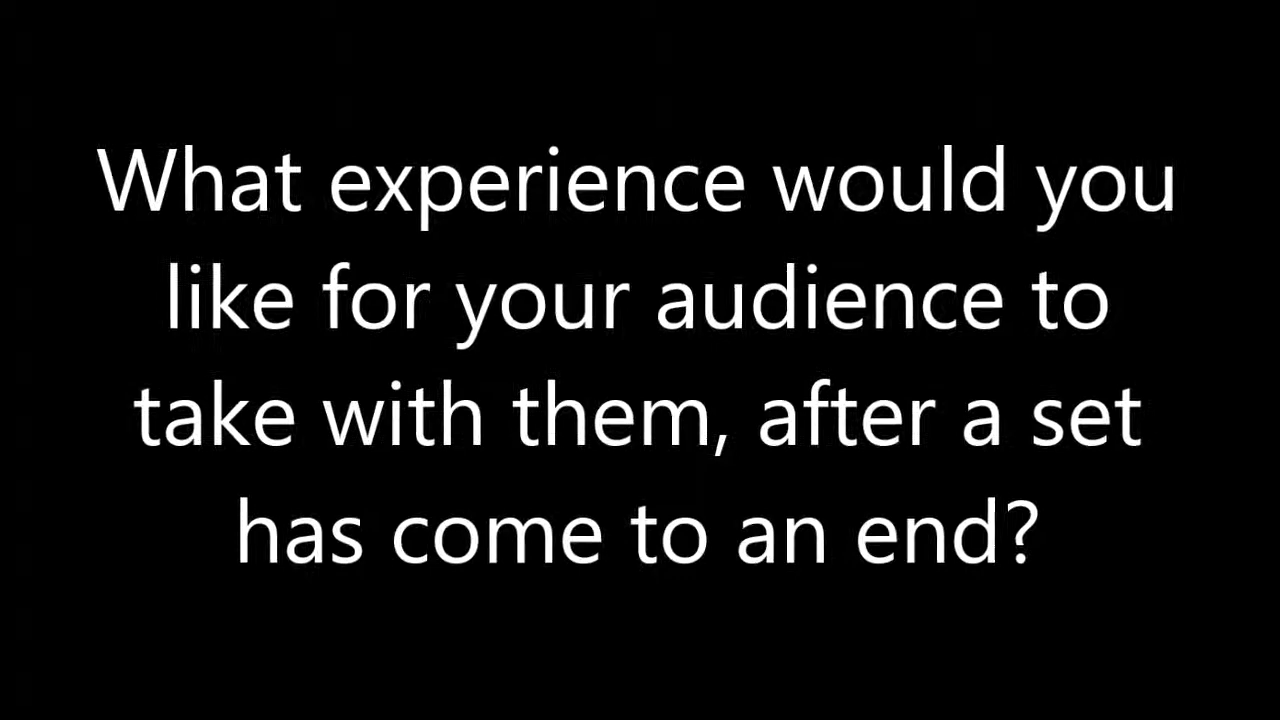 What experience would you
like for your audience to
take with them, after a set
has come to an end?